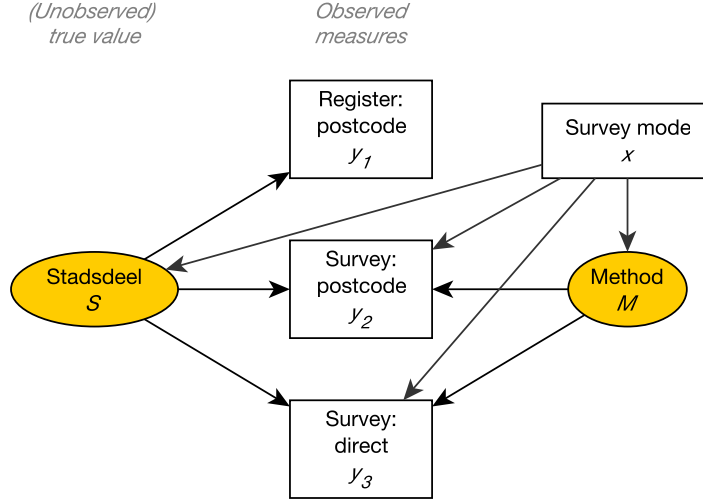 (Unobserved)
true value
Observed
measures
Register:
postcode
y1
Survey mode
x
Stadsdeel
S
Survey:
postcode
y2
Method
M
Survey:
direct
y3